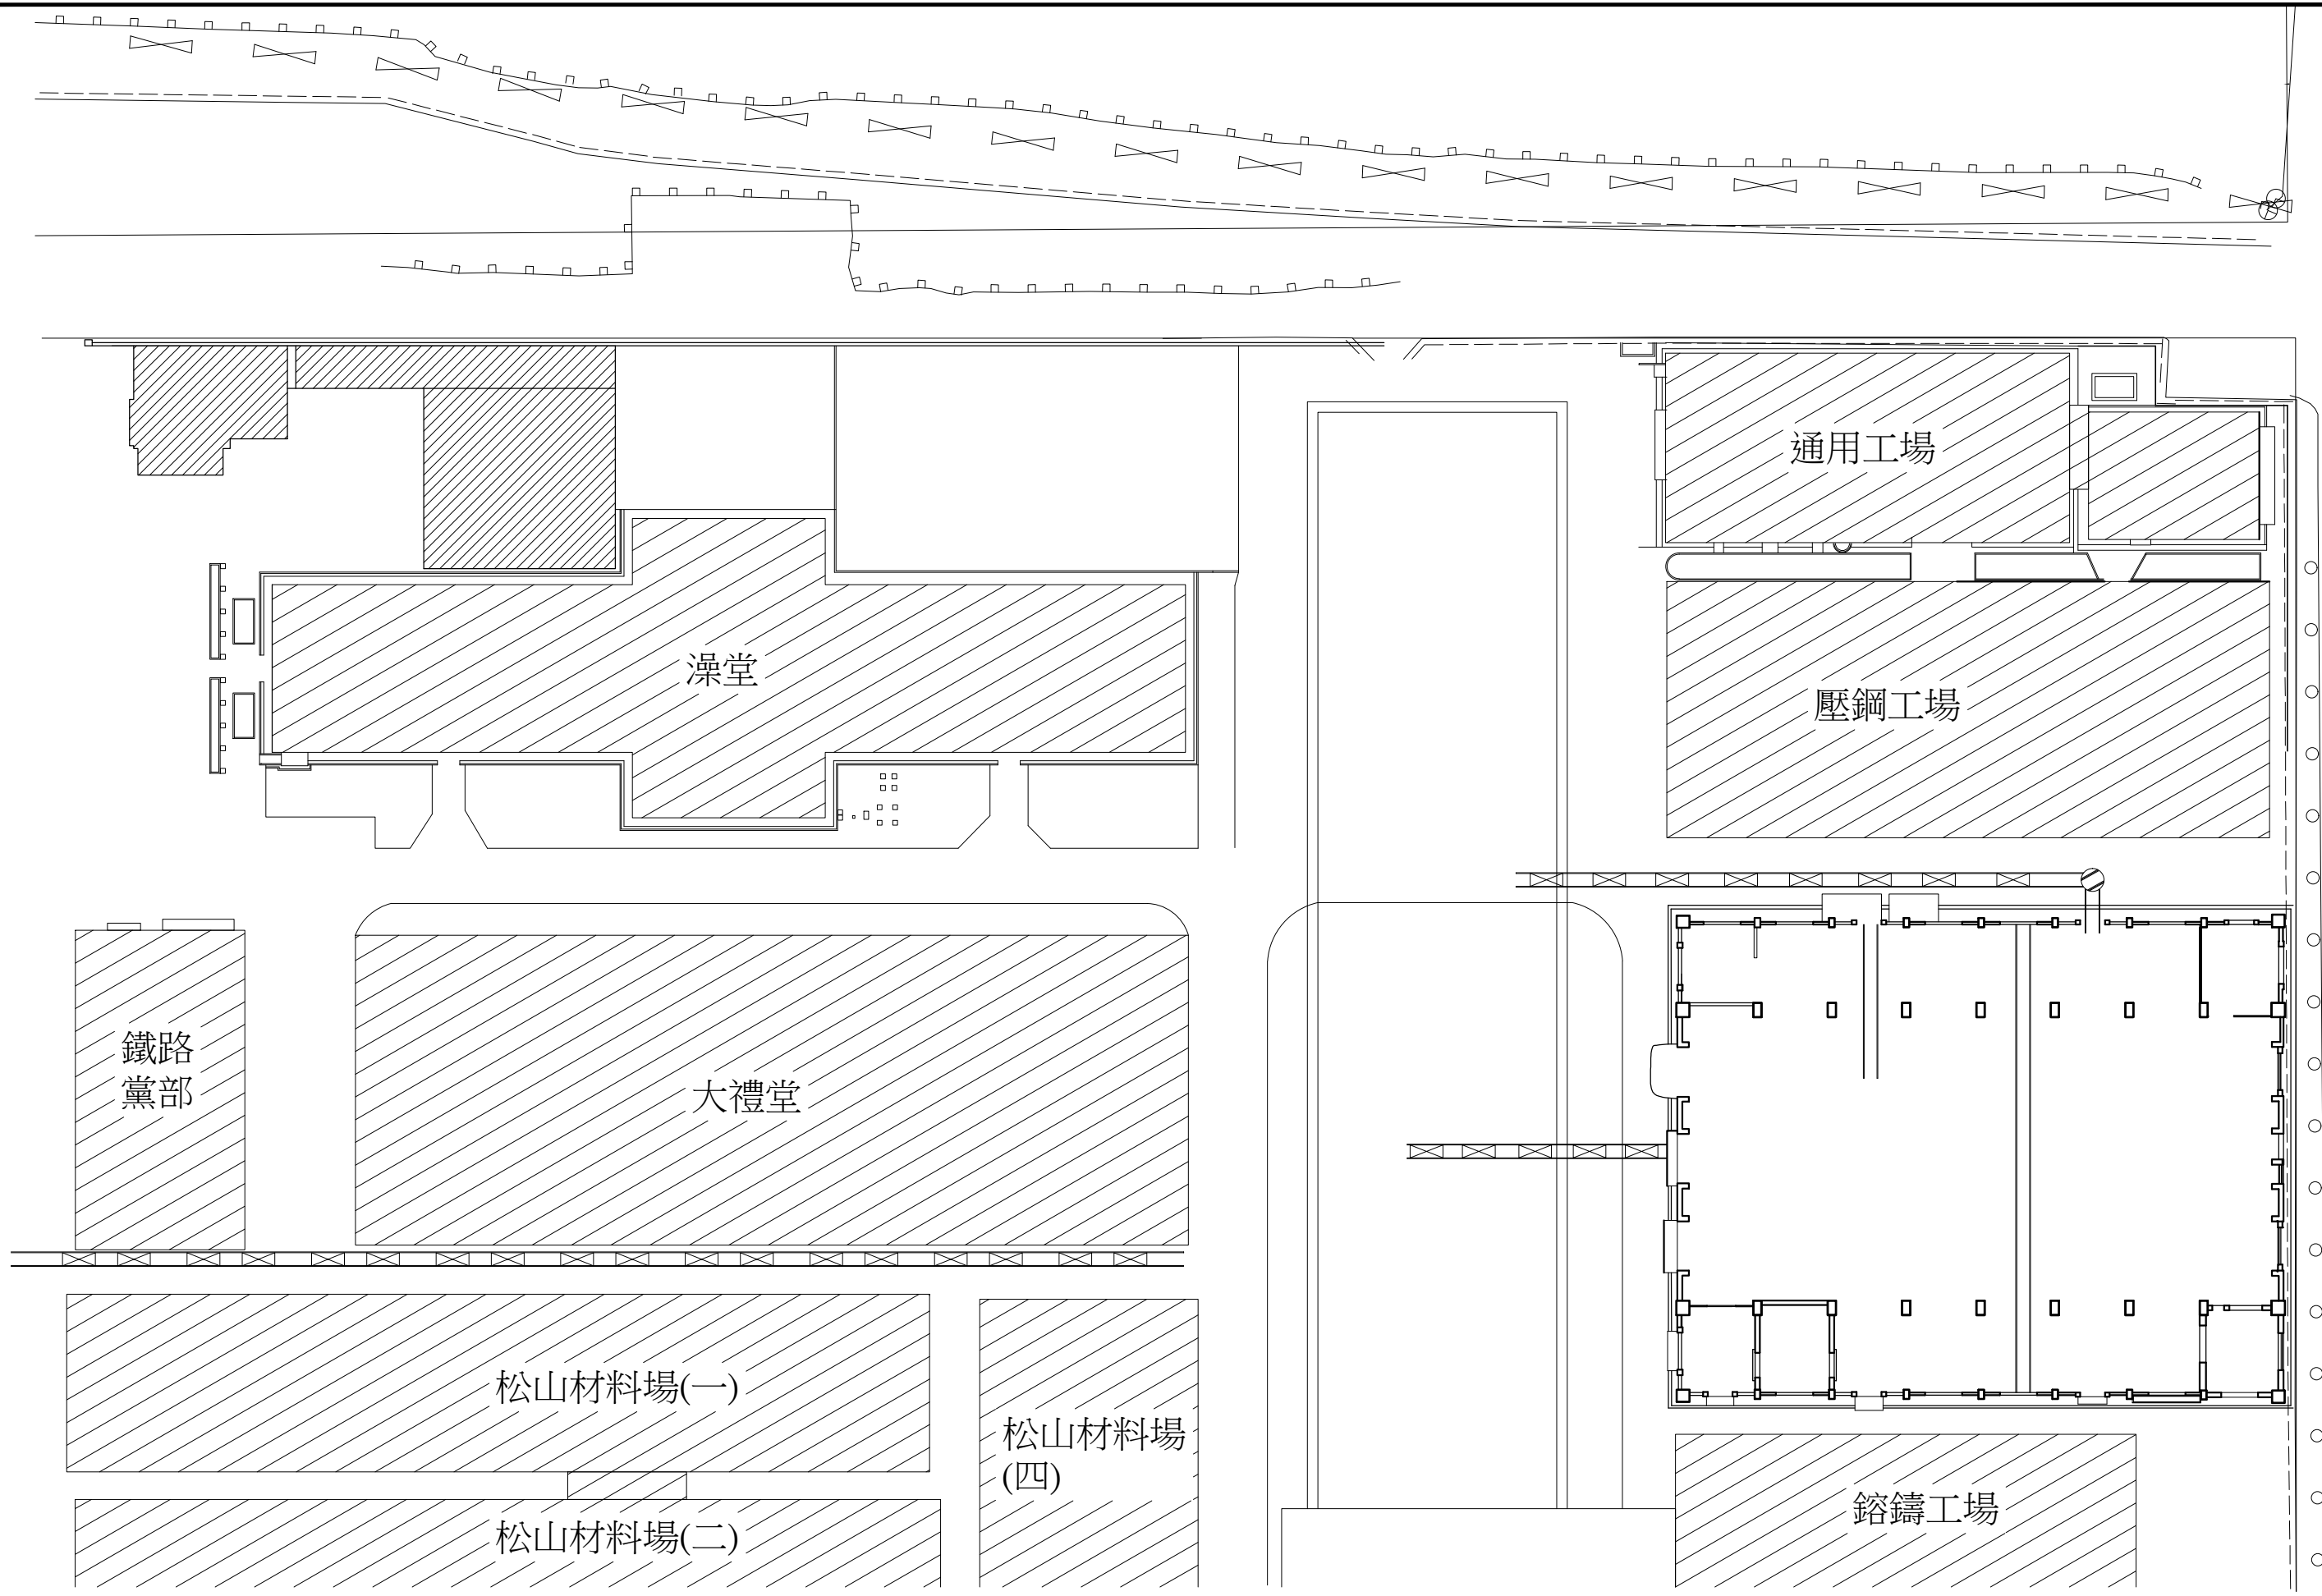 通用工場
澡堂
壓鋼工場
鐵路
黨部
大禮堂
松山材料場(一)
松山材料場
(四)
松山材料場(二)
鎔鑄工場